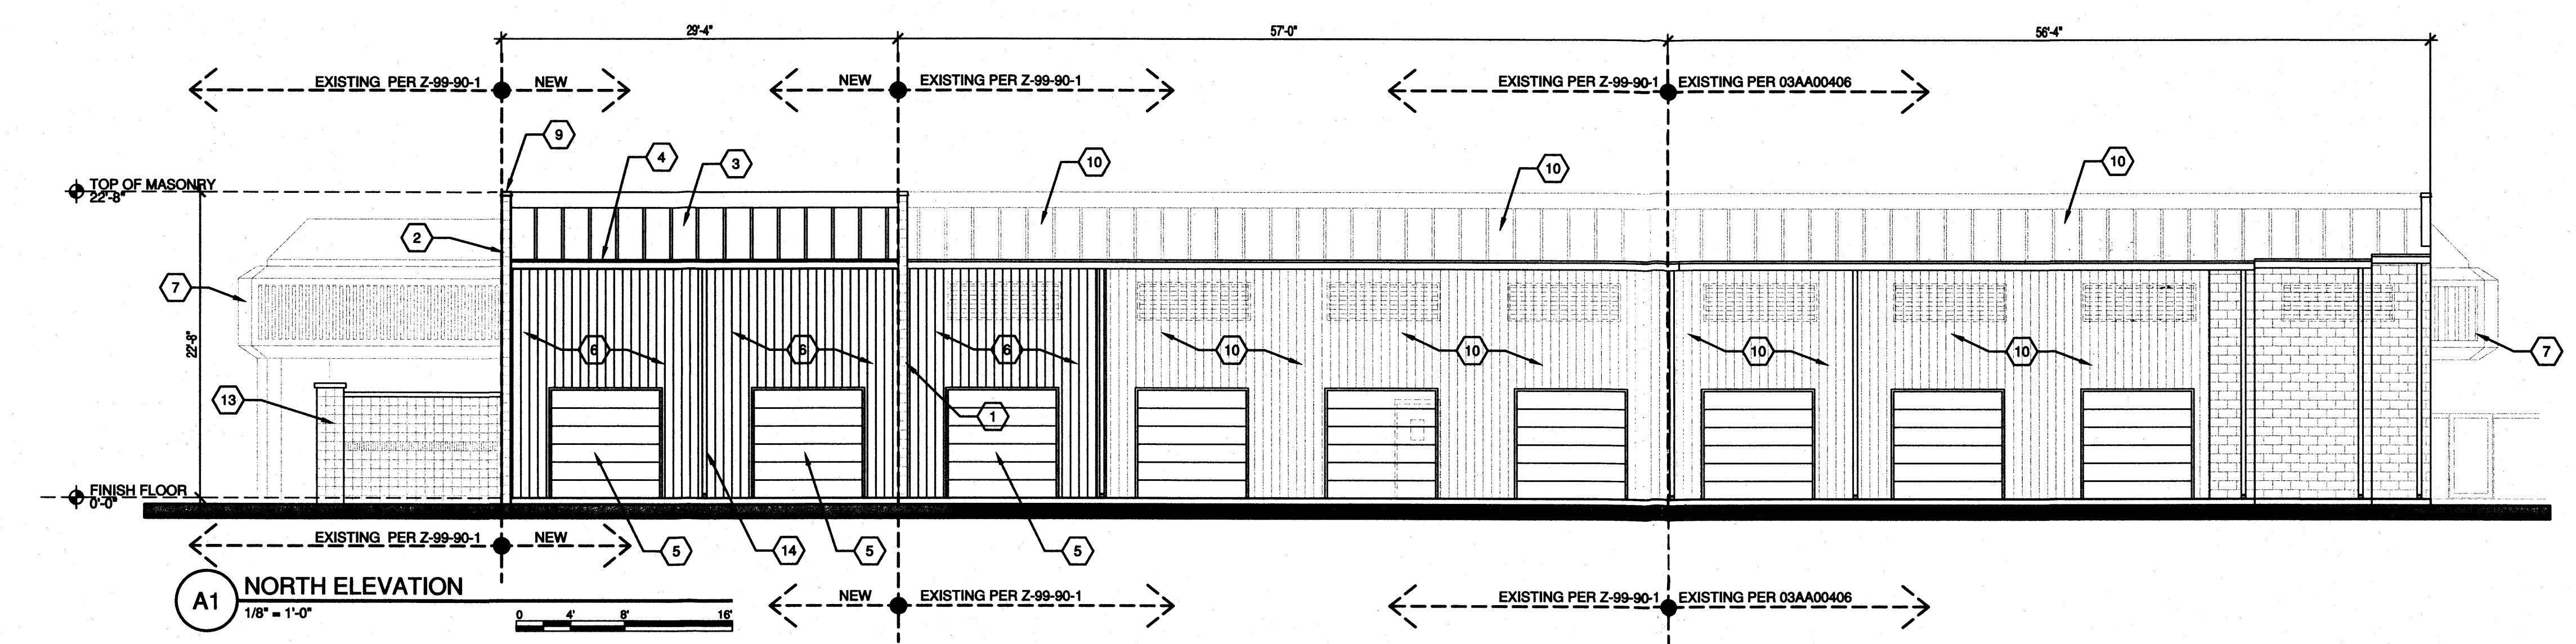 29'-4"
57'-0"
56'-4"
EXISTING PER Z-99-90-1
NEW
NEW
EXISTING PER Z-99-90-1
EXISTING PER Z-99-90-1
EXISTING PER 03AA00406
9
4
3
10
10
10
TOP OF MASONRY
22'-8"
2
7
22'-8"
6
6
6
10
10
10
10
7
13
1
FINISH FLOOR
0'-0"
EXISTING PER Z-99-90-1
NEW
5
14
5
5
A1
NORTH ELEVATION
1/8" = 1'-0"
0
4'
8'
16'
NEW
EXISTING PER Z-99-90-1
EXISTING PER Z-99-90-1
EXISTING PER 03AA00406